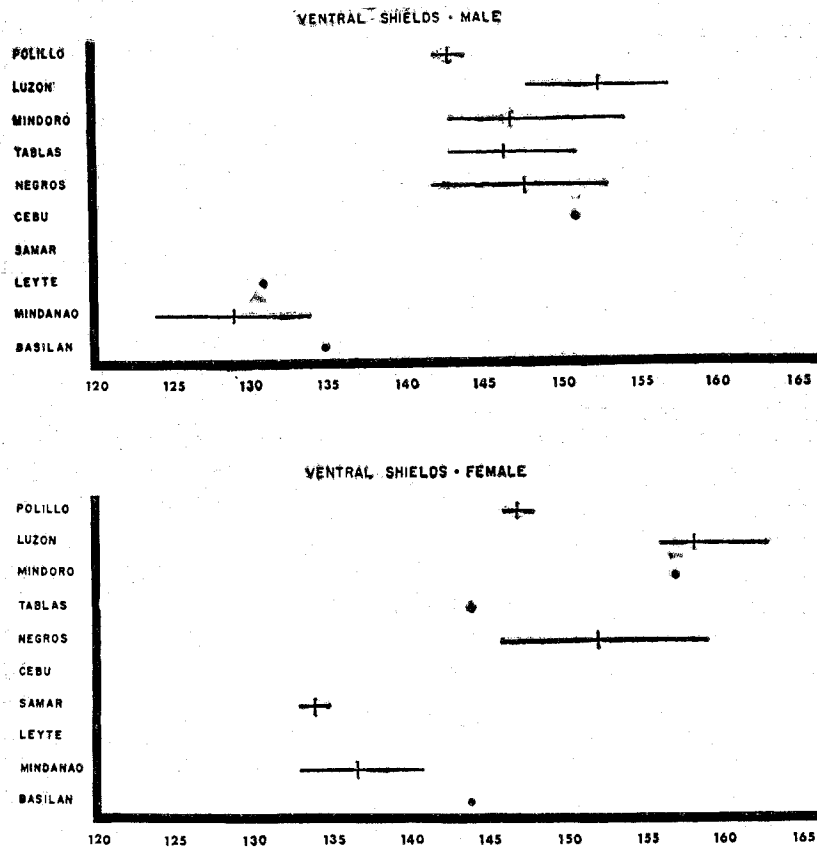 VENTRAL SHIELDS · MALE
POLILLO
LUZON
MINDORO
TABLAS
NEGROS
CEBU
SAMAR
LEYTE
MINDANAO
BASILAN
120 125 130 135 140 145 150 155 160 165
VENTRAL SHIELDS · FEMALE
POLILLO
LUZON
MINDORO
TABLAS
NEGROS
CEBU
SAMAR
LEYTE
MINDANAO
BASILAN
120 125 130 135 140 145 150 155 160 165